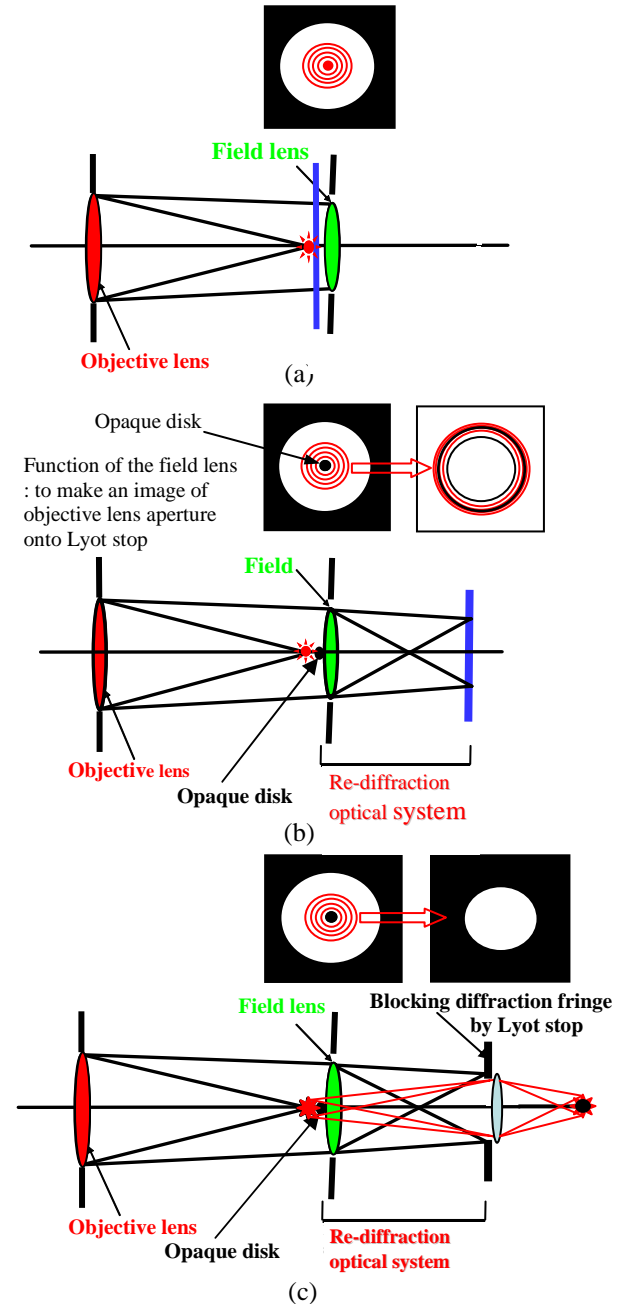 Field lens
Objective lens
(a)
Opaque disk
Function of the field lens
: to make an image of
objective lens aperture
onto Lyot stop
Field
Objective lens
Opaque disk
Re-diffraction
optical system
(b)
Blocking diffraction fringe
by Lyot stop
Field lens
Objective lens
Opaque disk
Re-diffraction
optical system
(c)